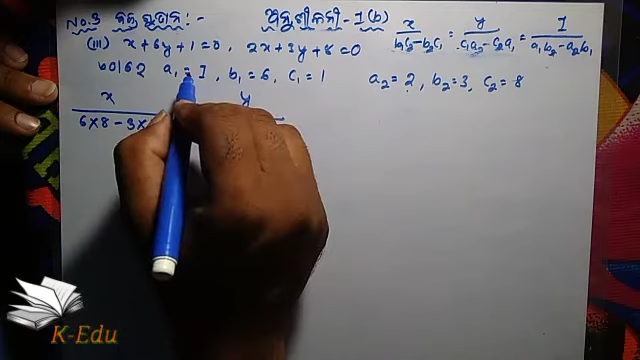 No.3 ବଜ୍ର ଗୁଣନ :- ଅନୁଶୀଳନୀ - 1(b)
x/(b₁c₂-b₂c₁) = y/(c₁a₂-c₂a₁) = 1/(a₁b₂-a₂b₁)
(iii) x+6y+1=0, 2x+3y+8=0
a₁ = 1, b₁ = 6, c₁ = 1 a₂ = 2, b₂ = 3, c₂ = 8
x y
6×8 - 3×
K-Edu